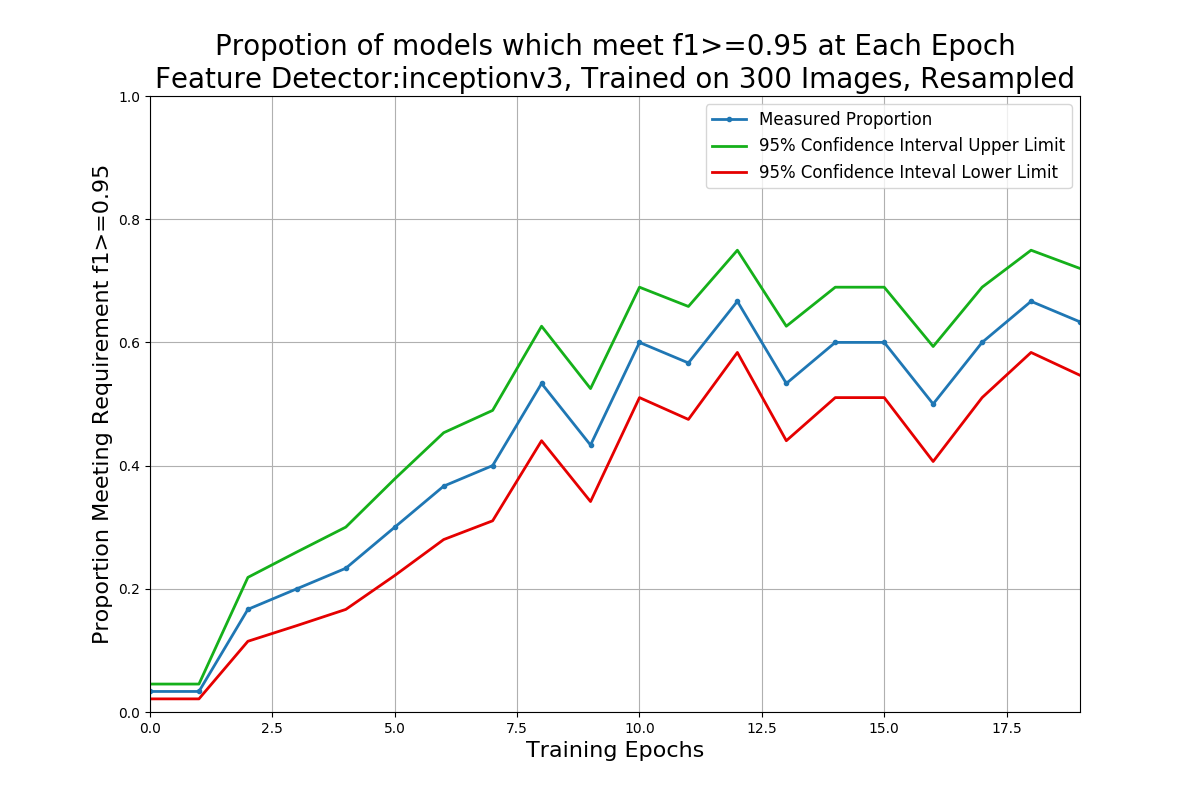 Propotion of models which meet f1>=0.95 at Each Epoch
Feature Detector:inceptionv3, Trained on 300 Images, Resampled
Measured Proportion
95% Confidence Interval Upper Limit
95% Confidence Inteval Lower Limit
Proportion Meeting Requirement f1>=0.95
1.0
0.8
0.6
0.4
0.2
0.0
0.0 2.5 5.0 7.5 10.0 12.5 15.0 17.5
Training Epochs